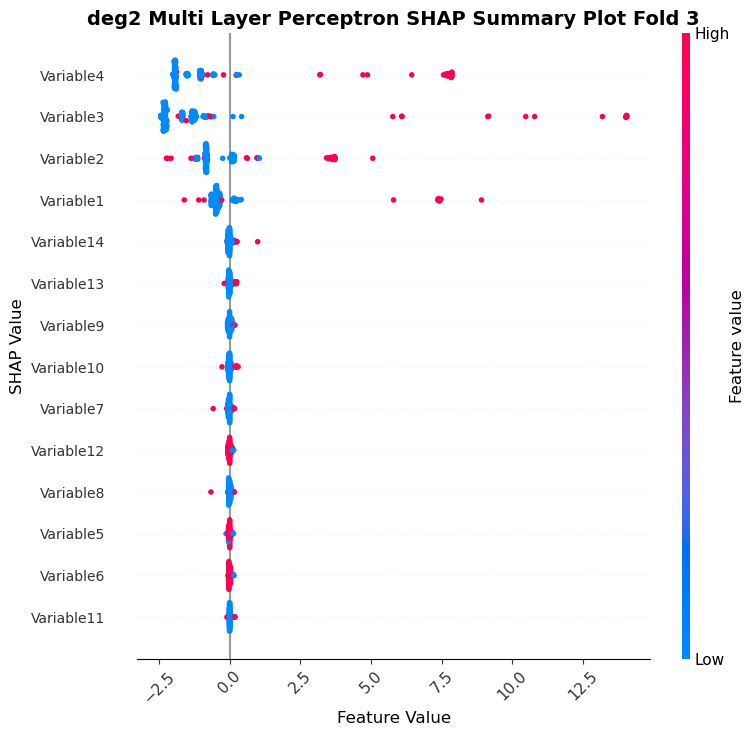 deg2 Multi Layer Perceptron SHAP Summary Plot Fold 3
High
Variable4
Variable3
Variable2
Variable1
Variable14
Variable13
Variable9
Variable10
Variable7
Variable12
Variable8
Variable5
Variable6
Variable11
SHAP Value
Feature value
Low
−2.5
0.0
2.5
5.0
7.5
10.0
12.5
Feature Value